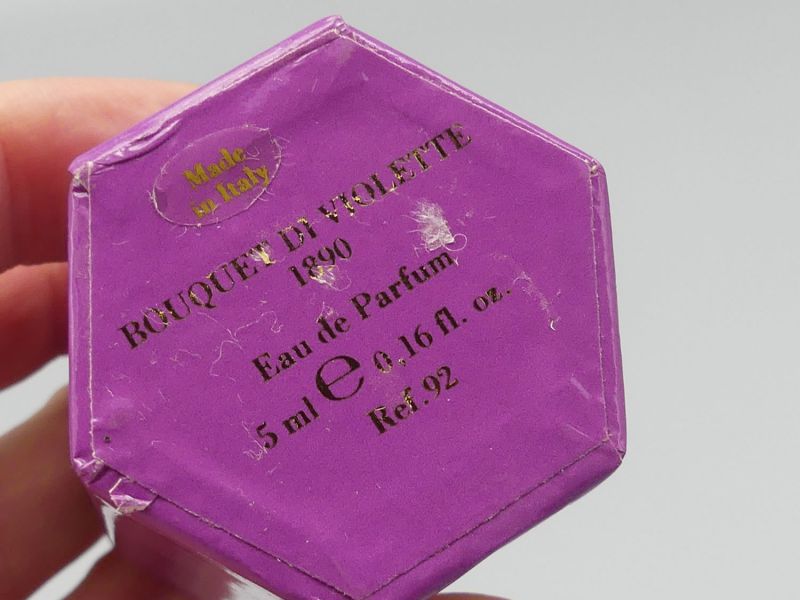 Made
in Italy
BOUQUET DI VIOLETTE
1890
Eau de Parfum
5 ml e 0,16 fl. oz.
Ref.92